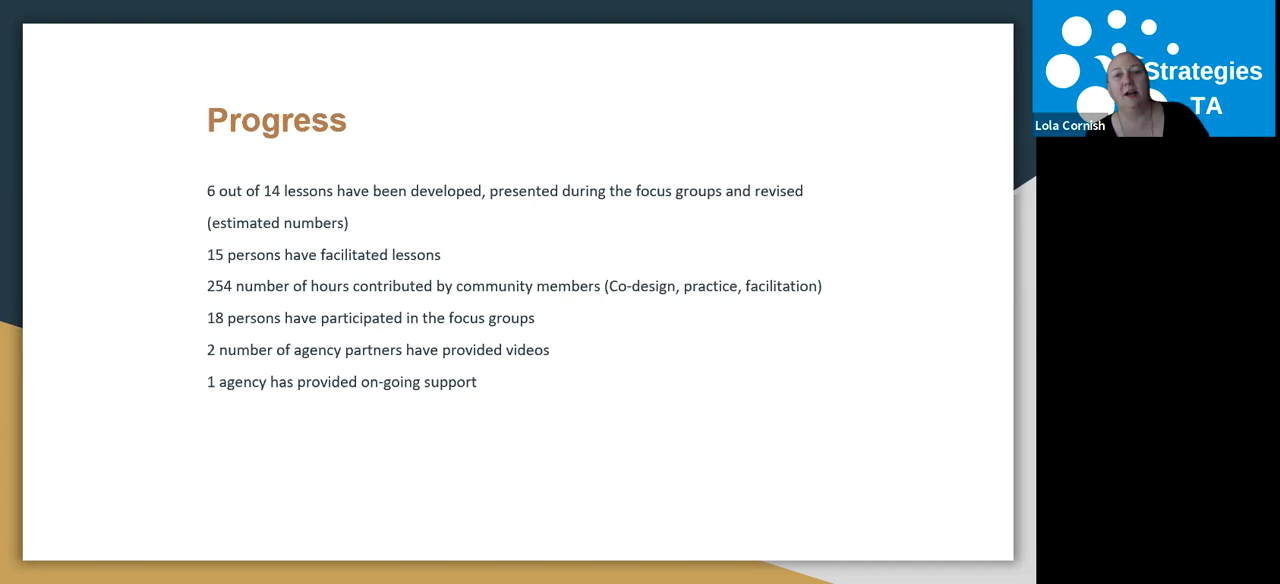 Progress
6 out of 14 lessons have been developed, presented during the focus groups and revised
(estimated numbers)
15 persons have facilitated lessons
254 number of hours contributed by community members (Co-design, practice, facilitation)
18 persons have participated in the focus groups
2 number of agency partners have provided videos
1 agency has provided on-going support
Strategies
TA
Lola Cornish